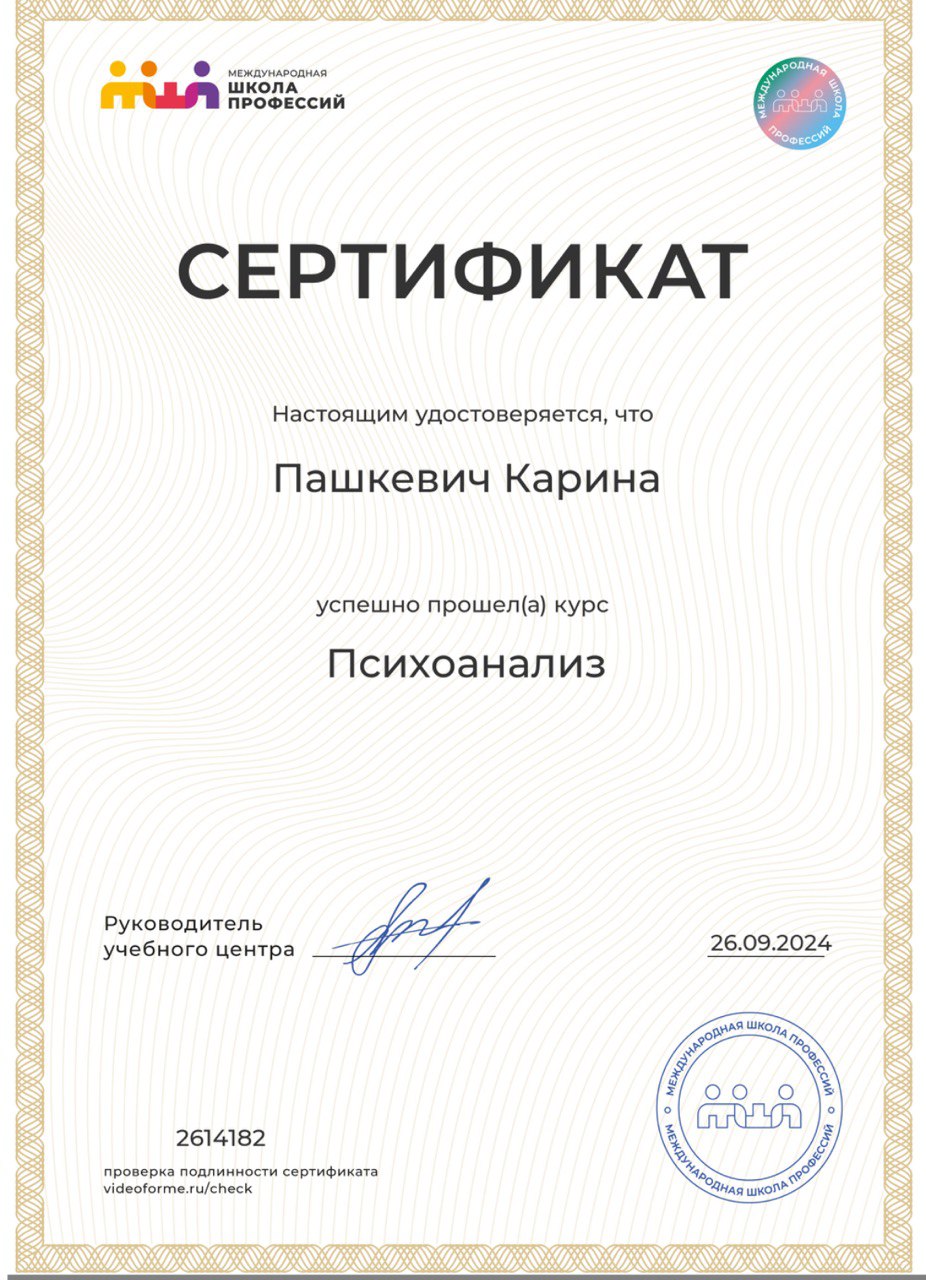 МЕЖДУНАРОДНАЯ
ШКОЛА
ПРОФЕССИЙ
МЕЖДУНАРОДНАЯ ШКОЛА
ПРОФЕССИЙ
СЕРТИФИКАТ
Настоящим удостоверяется, что
Пашкевич Карина
успешно прошел(а) курс
Психоанализ
Руководитель
учебного центра
26.09.2024
МЕЖДУНАРОДНАЯ ШКОЛА ПРОФЕССИЙ
МЕЖДУНАРОДНАЯ ШКОЛА ПРОФЕССИЙ
2614182
проверка подлинности сертификата
videoforme.ru/check